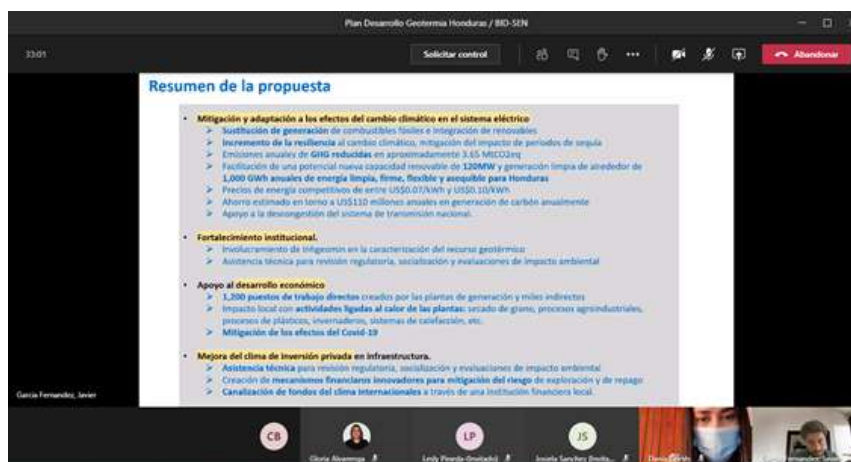 Plan Desarrollo Geotermia Honduras / BID-SEN
33:01
Solicitar control
Abandonar
Resumen de la propuesta
• Mitigación y adaptación a los efectos del cambio climático en el sistema eléctrico
➢ Sustitución de generación de combustibles fósiles e integración de renovables
➢ Incremento de la resiliencia al cambio climático, mitigación del impacto de periodos de sequía
➢ Emisiones anuales de GHG reducidas en aproximadamente 3.65 MtCO2eq
➢ Facilitación de una potencial nueva capacidad renovable de 120MW y generación limpia de alrededor de
1,000 GWh anuales de energía limpia, firme, flexible y asequible para Honduras
➢ Precios de energía competitivos de entre US$0.07/kWh y US$0.10/kWh
➢ Ahorro estimado en torno a US$110 millones anuales en generación de carbón anualmente
➢ Apoyo a la descongestión del sistema de transmisión nacional.
• Fortalecimiento institucional.
➢ Involucramiento de Inhgeomin en la caracterización del recurso geotérmico
➢ Asistencia técnica para revisión regulatoria, socialización y evaluaciones de impacto ambiental
• Apoyo al desarrollo económico
➢ 1,200 puestos de trabajo directos creados por las plantas de generación y miles indirectos
➢ Impacto local con actividades ligadas al calor de las plantas: secado de grano, procesos agroindustriales,
procesos de plásticos, invernaderos, sistemas de calefacción, etc.
➢ Mitigación de los efectos del Covid-19
• Mejora del clima de inversión privada en infraestructura.
➢ Asistencia técnica para revisión regulatoria, socialización y evaluaciones de impacto ambiental
➢ Creación de mecanismos financieros innovadores para mitigación del riesgo de exploración y de repago
➢ Canalización de fondos del clima internacionales a través de una institución financiera local.
Garcia Fernandez, Javier
CB
LP
JS
Gloria Alvarenga
Lesly Pineda (Invitado)
Josela Sanchez (Invita...